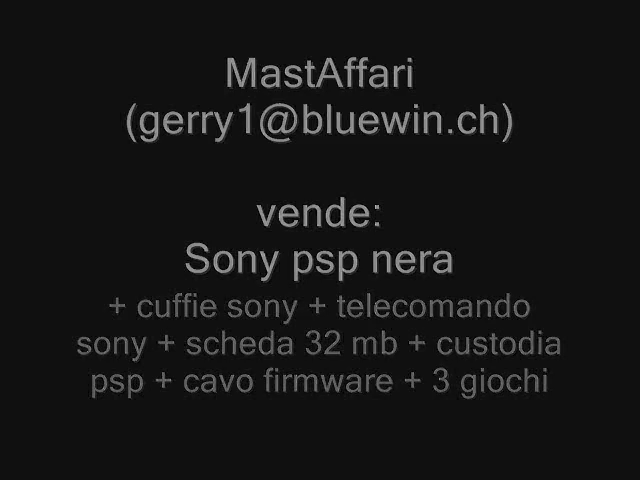 MastAffari
(gerry1@bluewin.ch)
vende:
Sony psp nera
+ cuffie sony + telecomando
sony + scheda 32 mb + custodia
psp + cavo firmware + 3 giochi